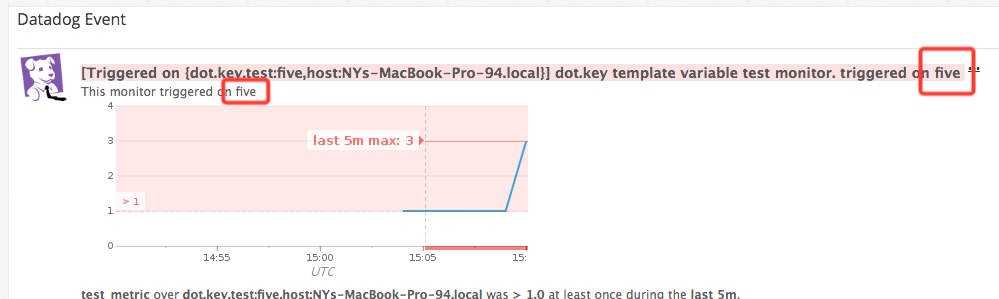 Datadog Event
[Triggered on {dot.key.test:five,host:NYs-MacBook-Pro-94.local}] dot.key template variable test monitor. triggered on five ...
This monitor triggered on five
4
last 5m max: 3
3
2
> 1
1
0
14:55
15:00
15:05
15:
UTC
test_metric over dot.key.test:five,host:NYs-MacBook-Pro-94.local was > 1.0 at least once during the last 5m.